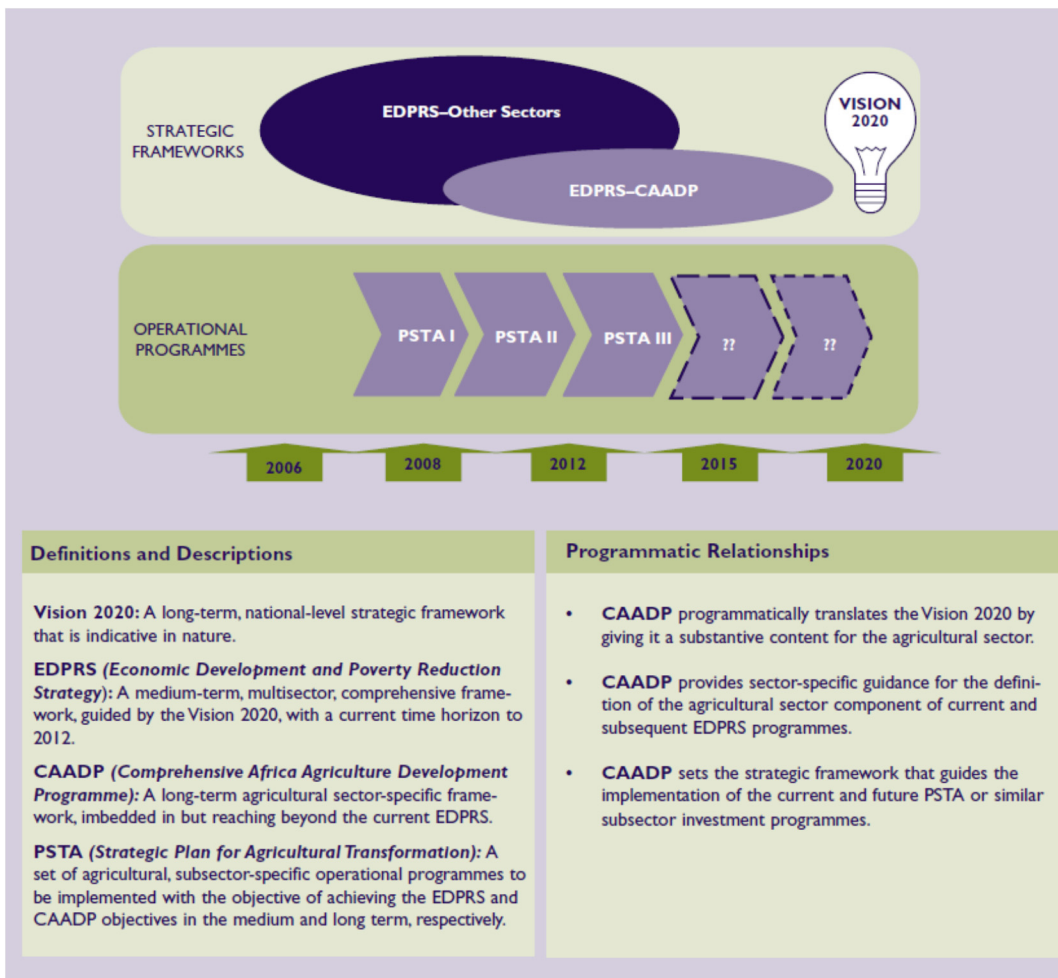 EDPRS–Other Sectors
VISION
2020
STRATEGIC
FRAMEWORKS
EDPRS–CAADP
OPERATIONAL
PROGRAMMES
PSTA I
PSTA II
PSTA III
??
??
2006
2008
2012
2015
2020
Definitions and Descriptions
Vision 2020: A long-term, national-level strategic framework
that is indicative in nature.
EDPRS (Economic Development and Poverty Reduction
Strategy): A medium-term, multisector, comprehensive frame-
work, guided by the Vision 2020, with a current time horizon to
2012.
CAADP (Comprehensive Africa Agriculture Development
Programme): A long-term agricultural sector-specific frame-
work, imbedded in but reaching beyond the current EDPRS.
PSTA (Strategic Plan for Agricultural Transformation): A
set of agricultural, subsector-specific operational programmes to
be implemented with the objective of achieving the EDPRS and
CAADP objectives in the medium and long term, respectively.
Programmatic Relationships
• CAADP programmatically translates the Vision 2020 by
giving it a substantive content for the agricultural sector.
• CAADP provides sector-specific guidance for the defini-
tion of the agricultural sector component of current and
subsequent EDPRS programmes.
• CAADP sets the strategic framework that guides the
implementation of the current and future PSTA or similar
subsector investment programmes.